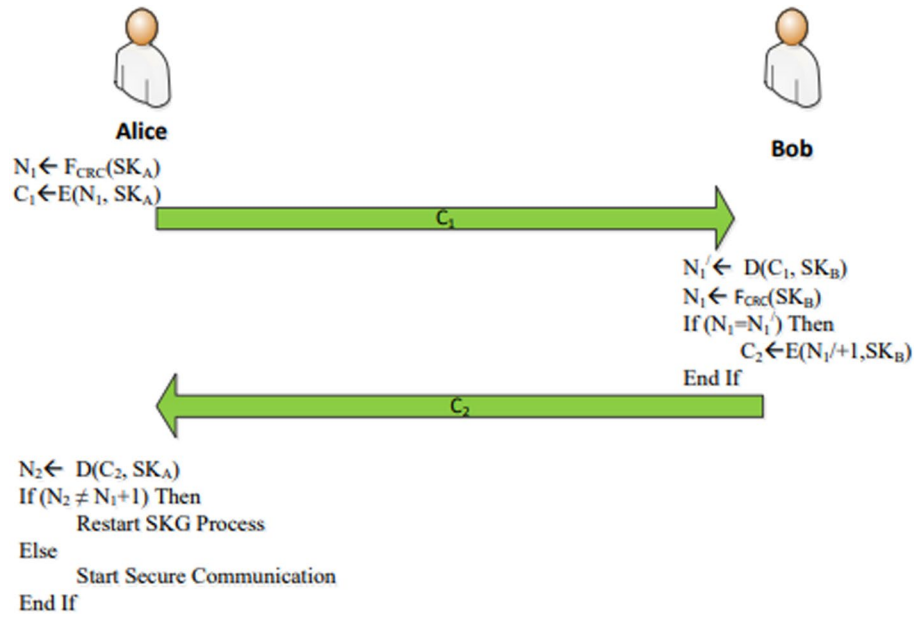 Alice
Bob
N₁← F_CRC(SK_A)
C₁←E(N₁, SK_A)
C₁
N₁/← D(C₁, SK_B)
N₁← F_CRC(SK_B)
If (N₁=N₁/) Then
C₂←E(N₁/+1,SK_B)
End If
C₂
N₂← D(C₂, SK_A)
If (N₂ ≠ N₁+1) Then
Restart SKG Process
Else
Start Secure Communication
End If